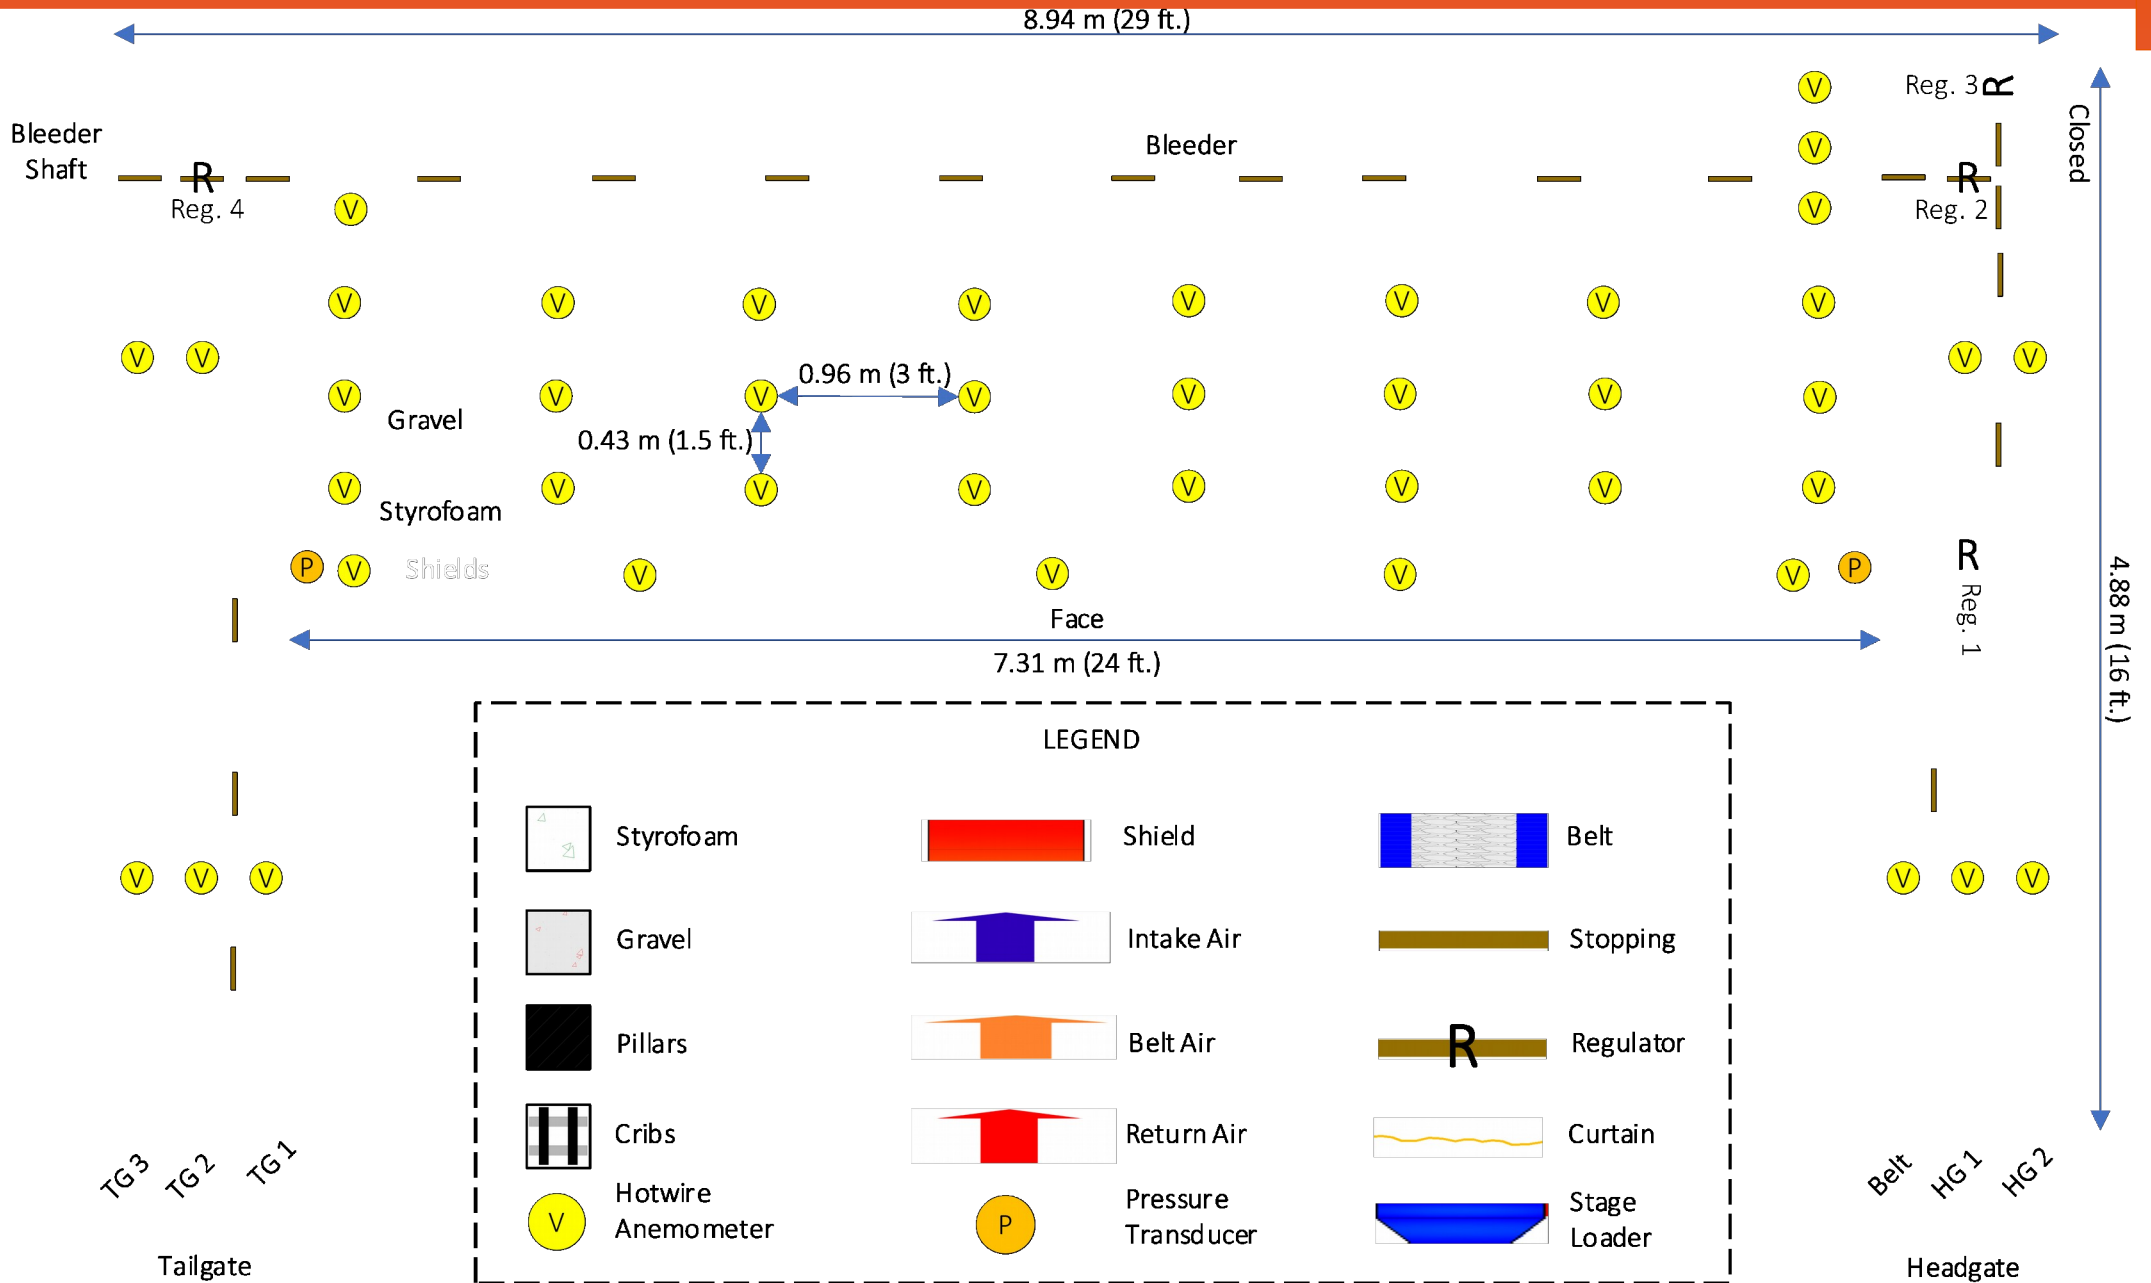 8.94 m (29 ft.)
V
Reg. 3 R
Bleeder
Shaft
V
Bleeder
Closed
R
R
Reg. 4
V
V
Reg. 2
V V V V V V V V
V V
V V
0.96 m (3 ft.)
V V V V V V V V
Gravel
0.43 m (1.5 ft.)
V V V V V V V V
Styrofoam
P V Shields V V V V P
R
Reg. 1
4.88 m (16 ft.)
Face
7.31 m (24 ft.)
LEGEND
Styrofoam
Shield
Belt
V V V
V V V
Gravel
Intake Air
Stopping
Pillars
Belt Air
R
Regulator
Cribs
Return Air
Curtain
V
Hotwire
Anemometer
P
Pressure
Transducer
Stage
Loader
TG 3 TG 2 TG 1
Belt HG 1 HG 2
Tailgate
Headgate